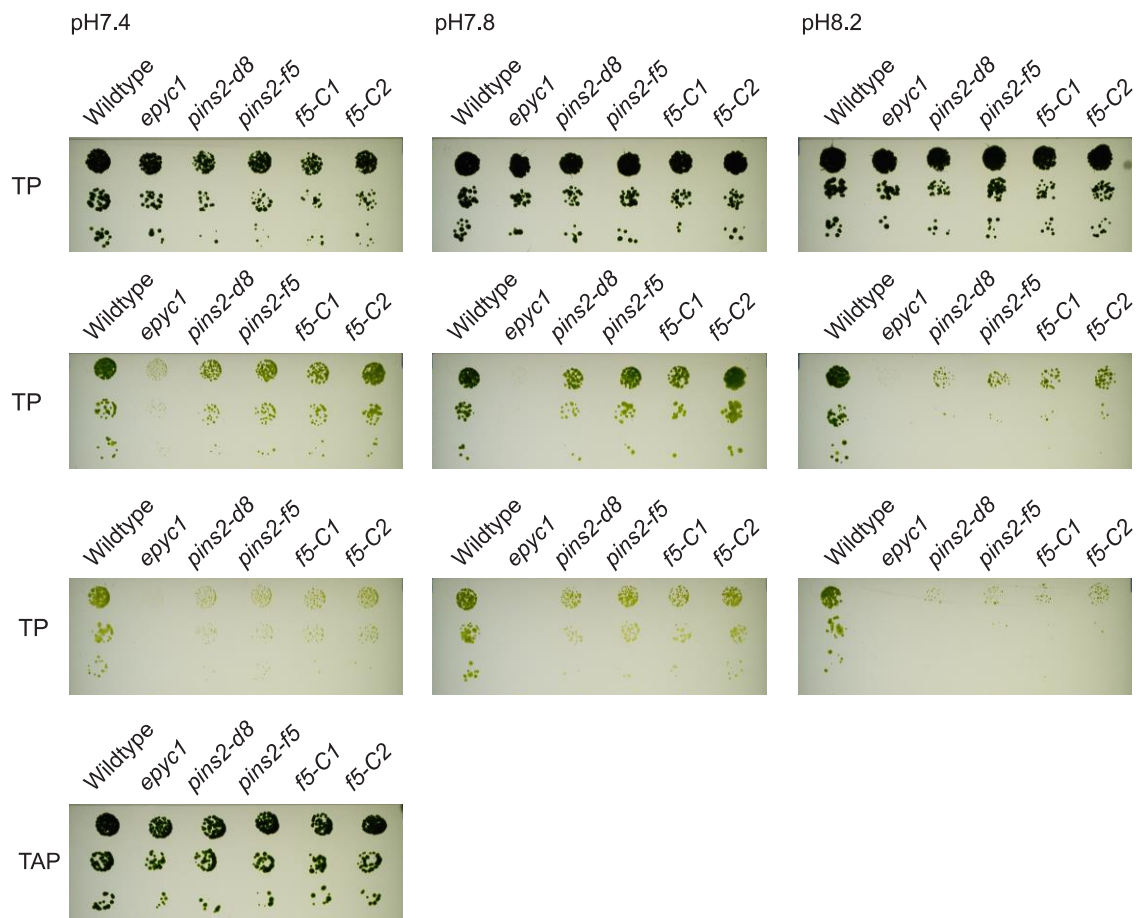 pH7.4 pH7.8 pH8.2
Wildtype epyc1 pins2-d8 pins2-f5 f5-C1 f5-C2 Wildtype epyc1 pins2-d8 pins2-f5 f5-C1 f5-C2 Wildtype epyc1 pins2-d8 pins2-f5 f5-C1 f5-C2
TP
Wildtype epyc1 pins2-d8 pins2-f5 f5-C1 f5-C2 Wildtype epyc1 pins2-d8 pins2-f5 f5-C1 f5-C2 Wildtype epyc1 pins2-d8 pins2-f5 f5-C1 f5-C2
TP
Wildtype epyc1 pins2-d8 pins2-f5 f5-C1 f5-C2 Wildtype epyc1 pins2-d8 pins2-f5 f5-C1 f5-C2 Wildtype epyc1 pins2-d8 pins2-f5 f5-C1 f5-C2
TP
Wildtype epyc1 pins2-d8 pins2-f5 f5-C1 f5-C2
TAP